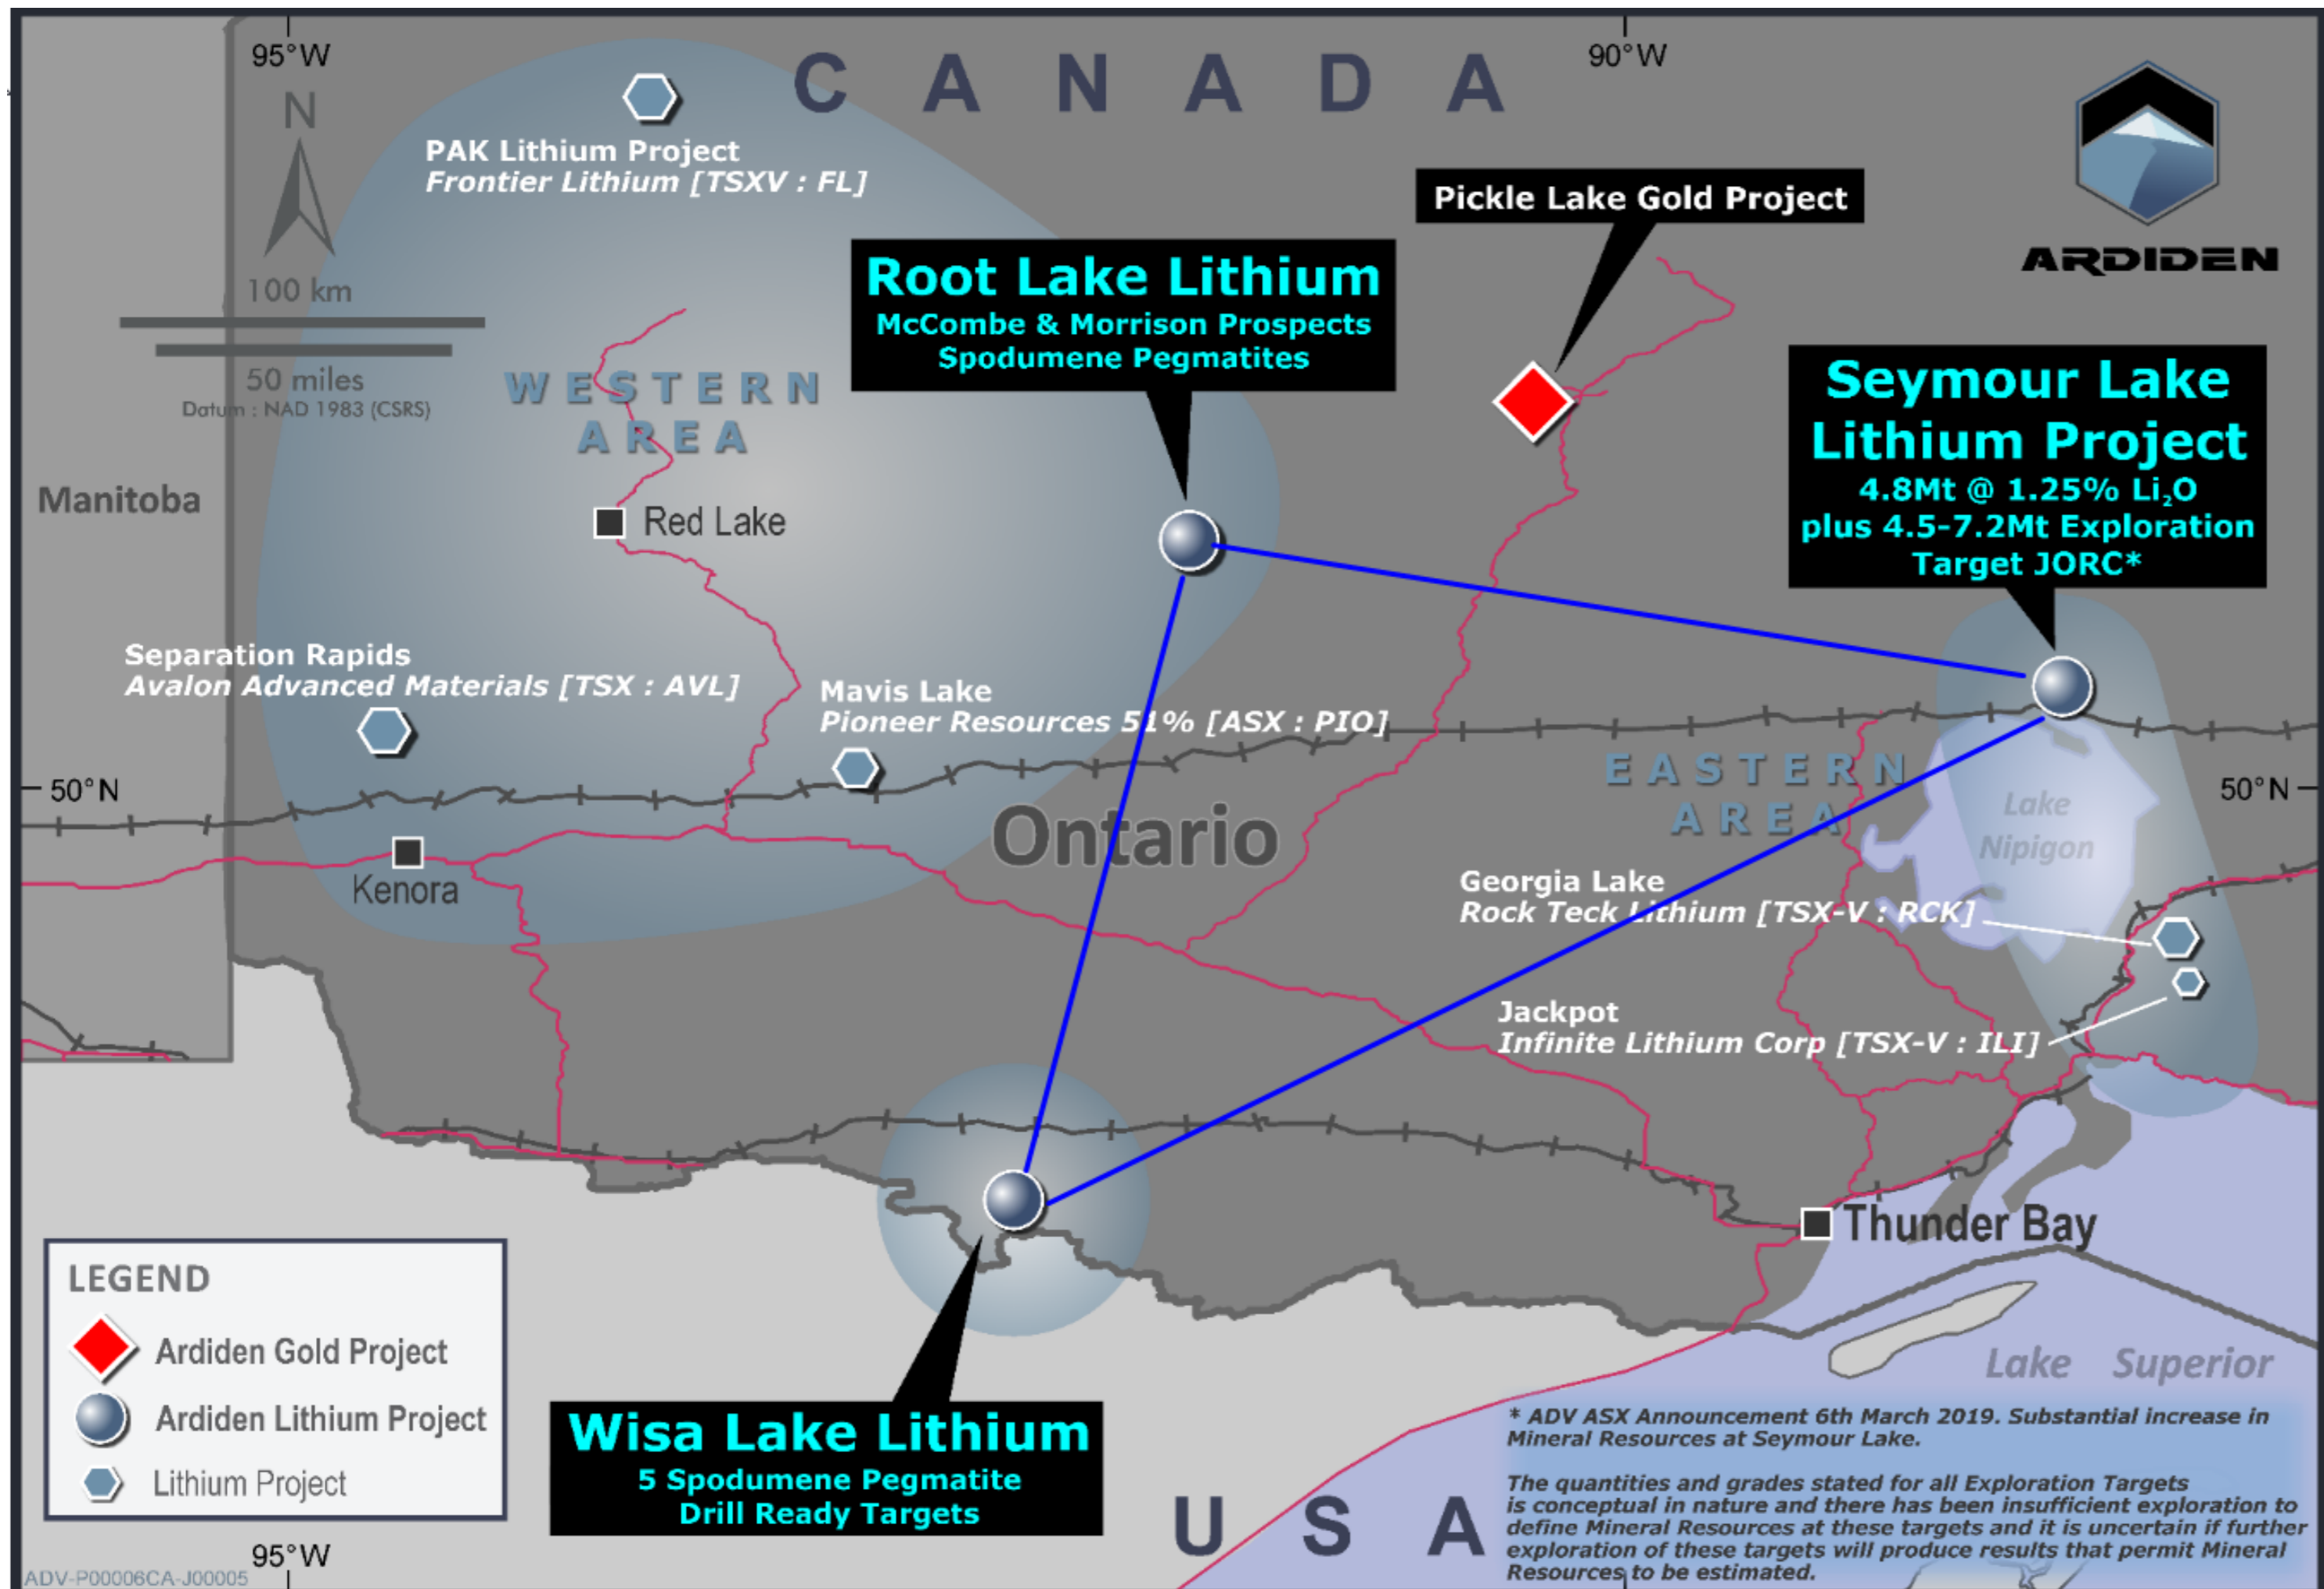 95°W
90°W
CANADA
N
ARDIDEN
PAK Lithium Project
Frontier Lithium [TSXV : FL]
Pickle Lake Gold Project
100 km
50 miles
Datum : NAD 1983 (CSRS)
Root Lake Lithium
McCombe & Morrison Prospects
Spodumene Pegmatites
WESTERN
AREA
Seymour Lake
Lithium Project
4.8Mt @ 1.25% Li₂O
plus 4.5-7.2Mt Exploration
Target JORC*
Manitoba
Red Lake
Separation Rapids
Avalon Advanced Materials [TSX : AVL]
Mavis Lake
Pioneer Resources 51% [ASX : PIO]
EASTERN
AREA
50°N
50°N
Lake
Nipigon
Ontario
Kenora
Georgia Lake
Rock Teck Lithium [TSX-V : RCK]
Jackpot
Infinite Lithium Corp [TSX-V : ILI]
Thunder Bay
LEGEND
Ardiden Gold Project
Ardiden Lithium Project
Lithium Project
Wisa Lake Lithium
5 Spodumene Pegmatite
Drill Ready Targets
Lake Superior
* ADV ASX Announcement 6th March 2019. Substantial increase in
Mineral Resources at Seymour Lake.
The quantities and grades stated for all Exploration Targets
is conceptual in nature and there has been insufficient exploration to
define Mineral Resources at these targets and it is uncertain if further
exploration of these targets will produce results that permit Mineral
Resources to be estimated.
USA
95°W
ADV-P00006CA-J00005